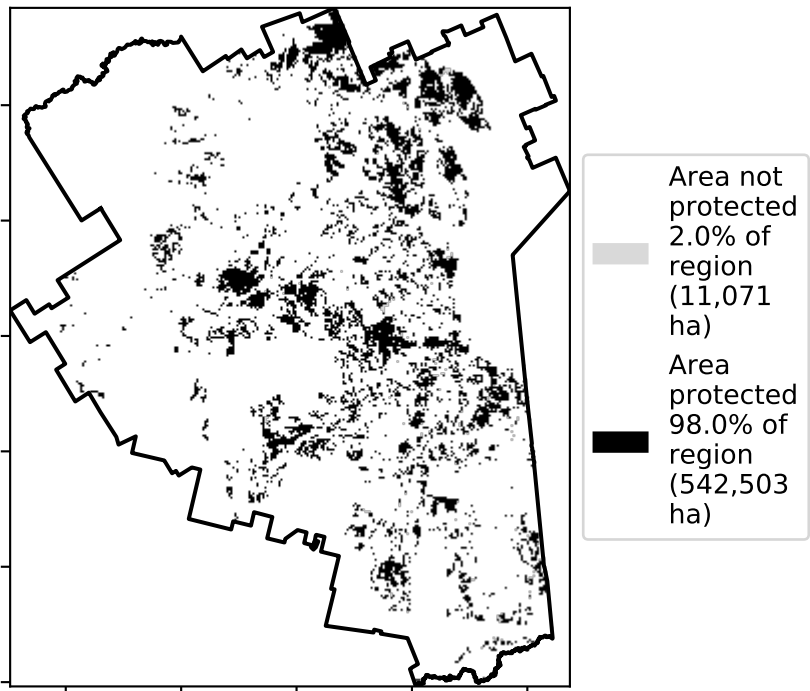 Area not
protected
2.0% of
region
(11,071
ha)
Area
protected
98.0% of
region
(542,503
ha)